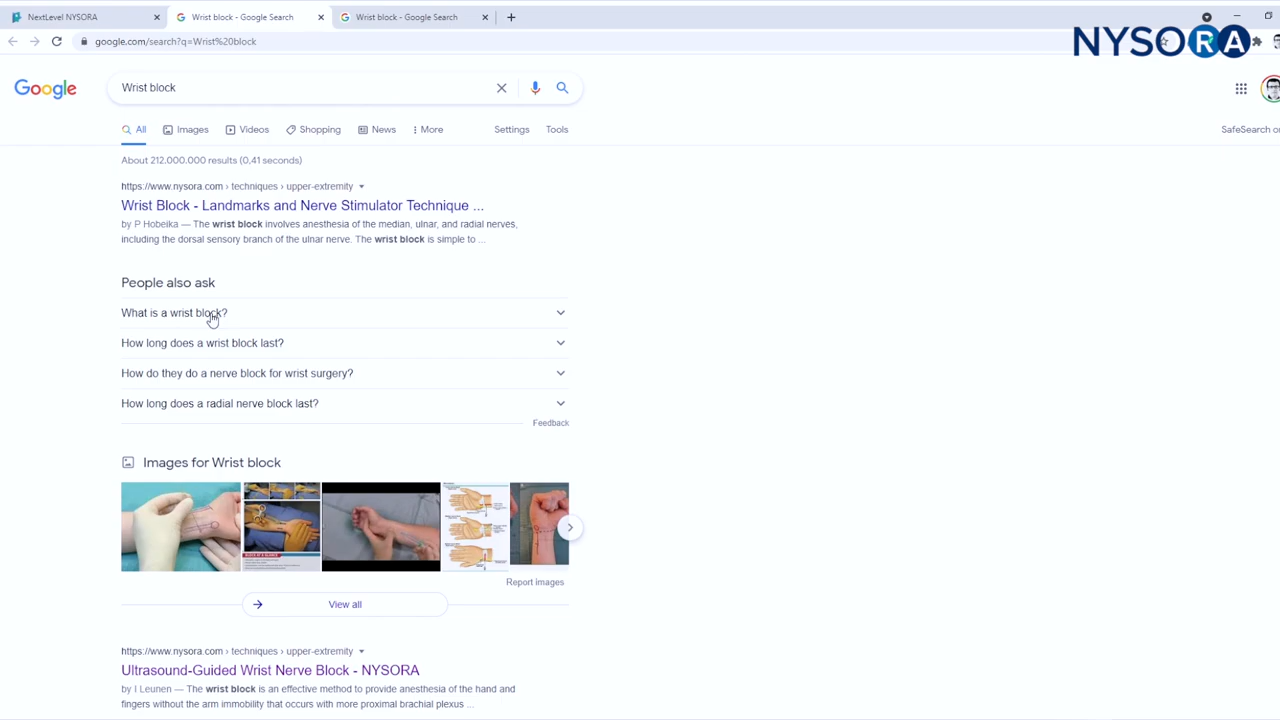 NextLevel NYSORA
Wrist block - Google Search
Wrist block - Google Search
google.com/search?q=Wrist%20block
NYSORA
Google
Wrist block
All
Images
Videos
Shopping
News
More
Settings
Tools
SafeSearch on
About 212.000.000 results (0,41 seconds)
https://www.nysora.com › techniques › upper-extremity
Wrist Block - Landmarks and Nerve Stimulator Technique ...
by P Hobeika — The wrist block involves anesthesia of the median, ulnar, and radial nerves,
including the dorsal sensory branch of the ulnar nerve. The wrist block is simple to ...
People also ask
What is a wrist block?
How long does a wrist block last?
How do they do a nerve block for wrist surgery?
How long does a radial nerve block last?
Feedback
Images for Wrist block
Report images
View all
https://www.nysora.com › techniques › upper-extremity
Ultrasound-Guided Wrist Nerve Block - NYSORA
by I Leunen — The wrist block is an effective method to provide anesthesia of the hand and
fingers without the arm immobility that occurs with more proximal brachial plexus ...